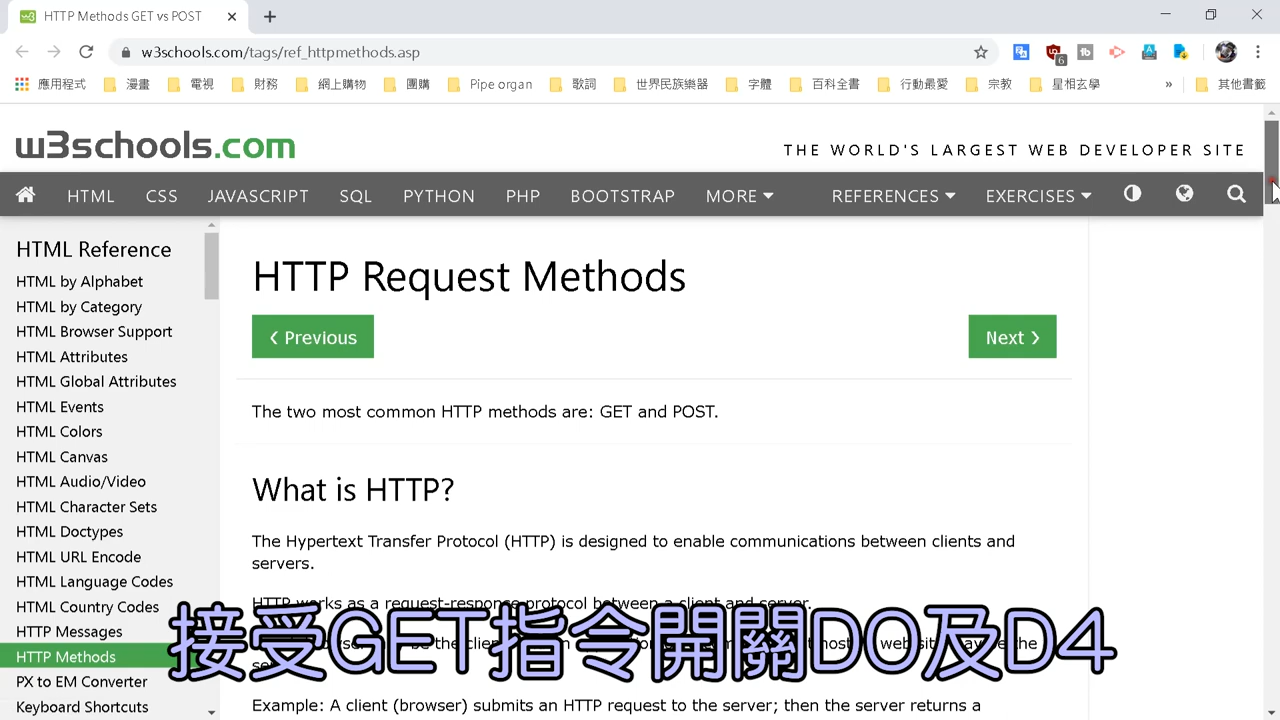 HTTP Methods GET vs POST
w3schools.com/tags/ref_httpmethods.asp
6
應用程式 漫畫 電視 財務 網上購物 團購 Pipe organ 歌詞 世界民族樂器 字體 百科全書 行動最愛 宗教 星相玄學 » 其他書籤
w3schools.com
THE WORLD'S LARGEST WEB DEVELOPER SITE
HTML CSS JAVASCRIPT SQL PYTHON PHP BOOTSTRAP MORE REFERENCES EXERCISES
HTML Reference
HTML by Alphabet
HTML by Category
HTML Browser Support
HTML Attributes
HTML Global Attributes
HTML Events
HTML Colors
HTML Canvas
HTML Audio/Video
HTML Character Sets
HTML Doctypes
HTML URL Encode
HTML Language Codes
HTML Country Codes
HTTP Messages
HTTP Methods
PX to EM Converter
Keyboard Shortcuts
HTTP Request Methods
❮ Previous
Next ❯
The two most common HTTP methods are: GET and POST.
What is HTTP?
The Hypertext Transfer Protocol (HTTP) is designed to enable communications between clients and
servers.
HTTP works as a request-response protocol between a client and server.
接受GET指令開關D0及D4
Example: A client (browser) submits an HTTP request to the server; then the server returns a